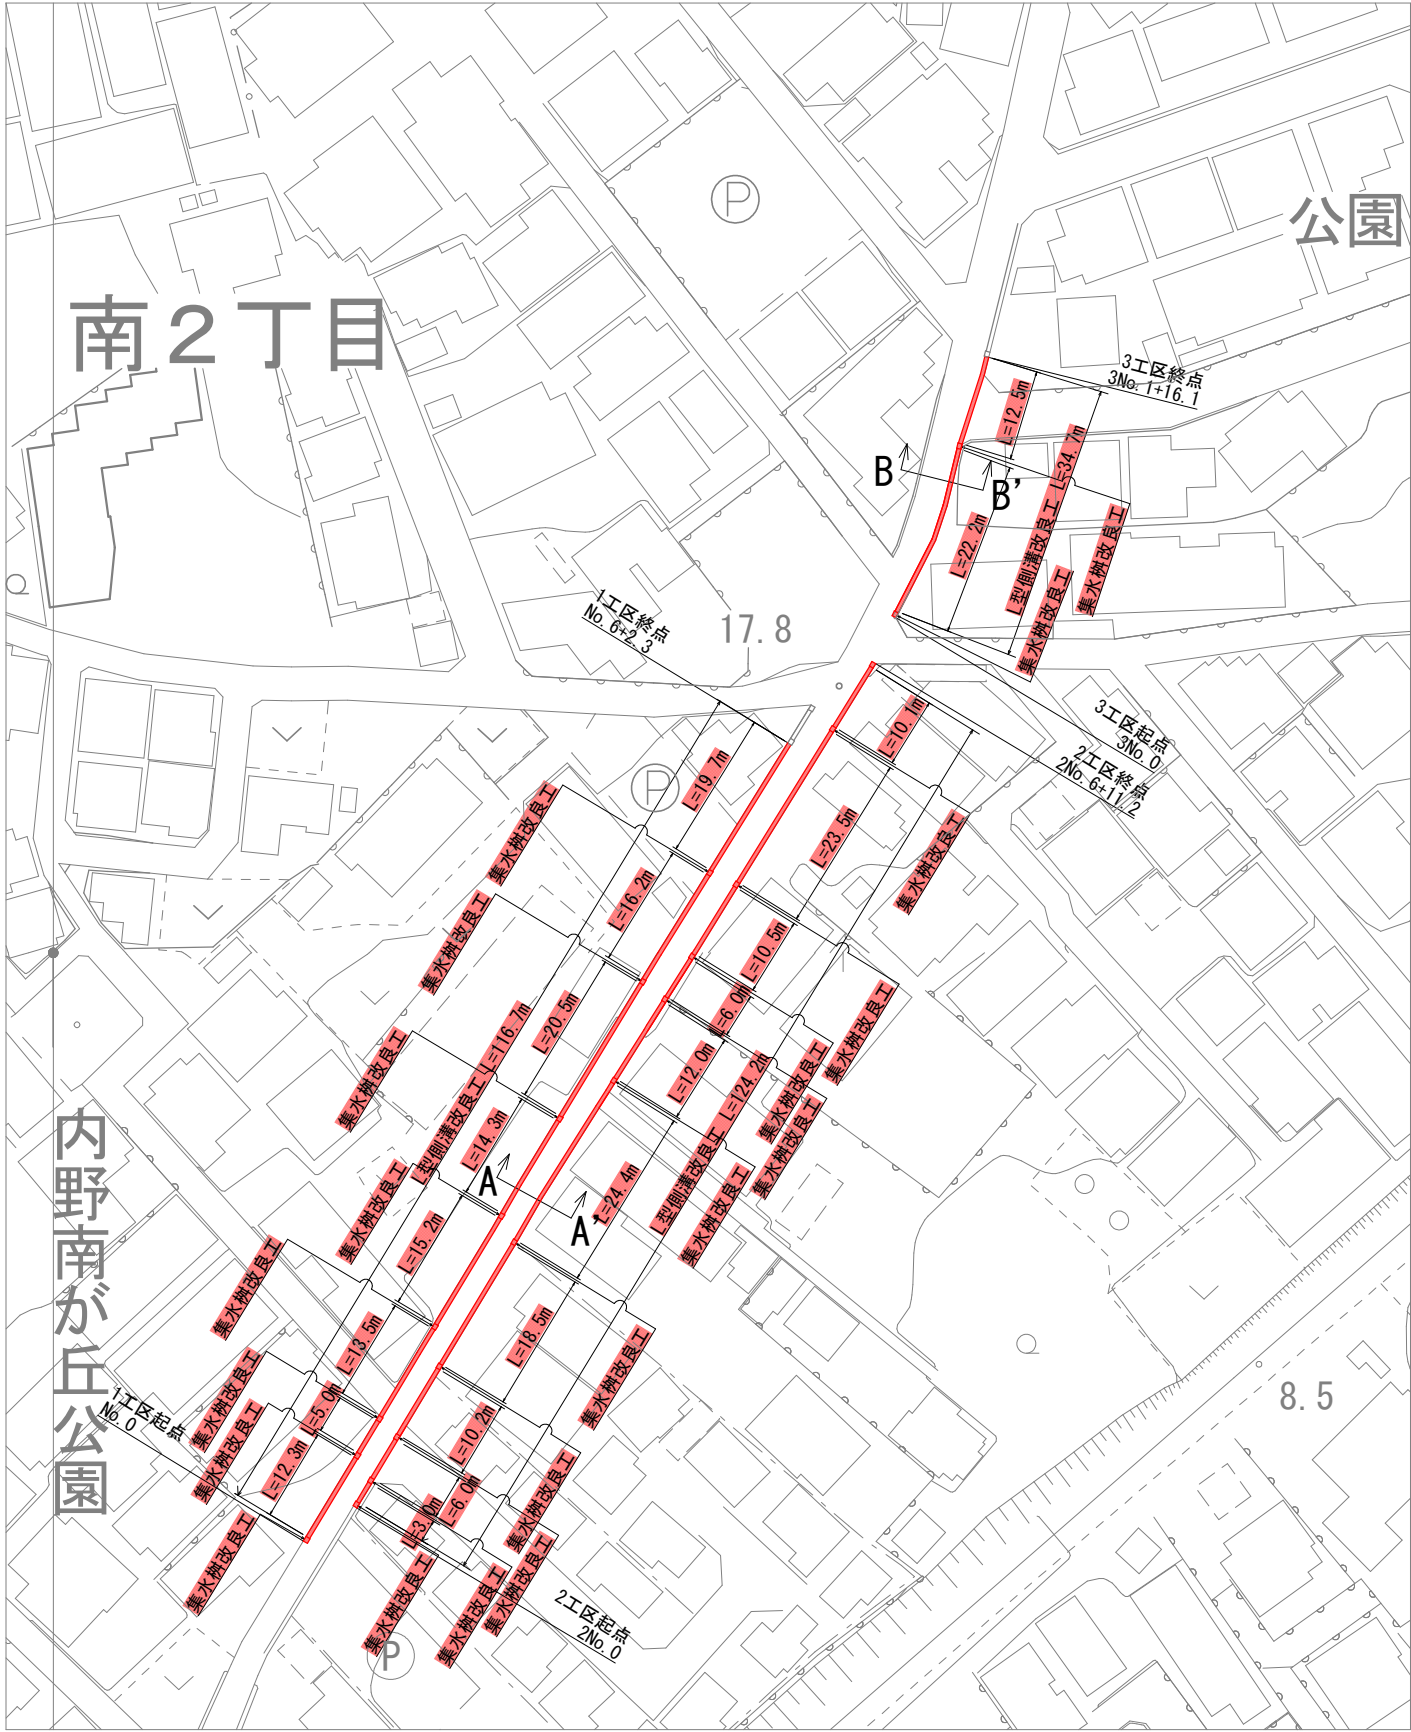 公園
南2丁目
P
3工区終点
3No. 1+16.1
L=12.5m
L=34.7m
L型側溝改良工
B
B'
L=22.2m
集水桝改良工
集水桝改良工
1工区終点
No. 6+2.3
17.8
3工区起点
3No. 0
2工区終点
2No. 6+11.2
P
L=19.7m
L=10.1m
集水桝改良工
L=16.2m
L=23.5m
集水桝改良工
集水桝改良工
L=20.5m
L=10.5m
集水桝改良工
集水桝改良工
L型側溝改良工 L=116.7m
L=6.0m
L=14.3m
L=12.0m
集水桝改良工
L型側溝改良工 L=124.2m
集水桝改良工
集水桝改良工
A
A'
L=15.2m
L=24.4m
集水桝改良工
集水桝改良工
L=13.5m
L=18.5m
集水桝改良工
集水桝改良工
L=5.0m
L=10.2m
集水桝改良工
集水桝改良工
L=12.3m
L=6.0m
L=3.0m
集水桝改良工
集水桝改良工
集水桝改良工
集水桝改良工
1工区起点
No. 0
2工区起点
2No. 0
内野南が丘公園
8.5
P